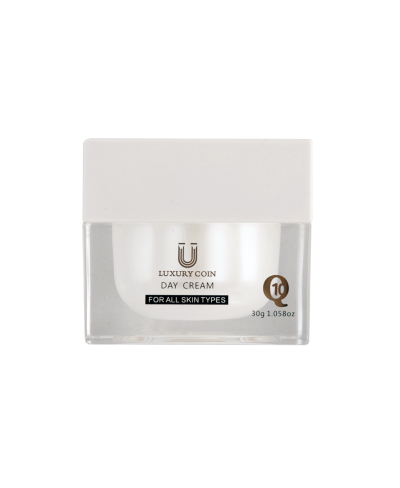 LUXURY COIN
DAY CREAM
FOR ALL SKIN TYPES
Q10
30g 1.058oz